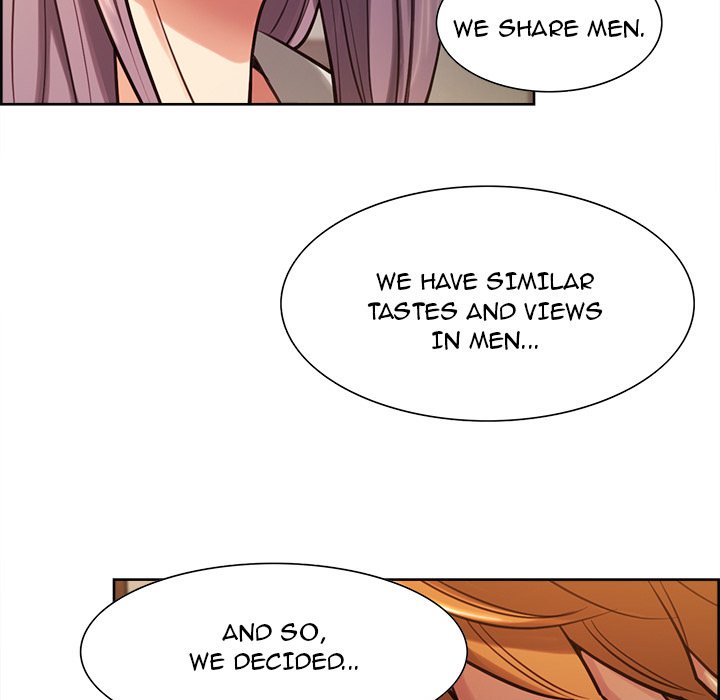 WE SHARE MEN.
WE HAVE SIMILAR
TASTES AND VIEWS
IN MEN...
AND SO,
WE DECIDED...